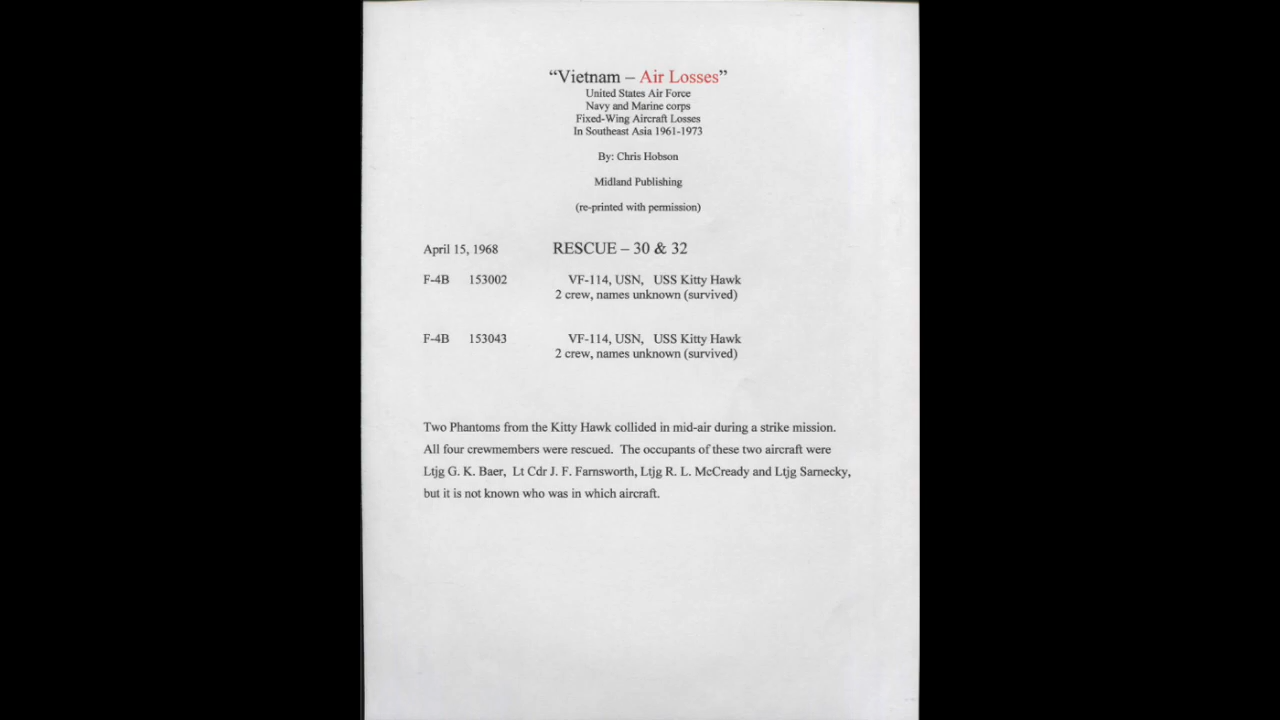 “Vietnam – Air Losses”
United States Air Force
Navy and Marine corps
Fixed-Wing Aircraft Losses
In Southeast Asia 1961-1973
By: Chris Hobson
Midland Publishing
(re-printed with permission)
April 15, 1968 RESCUE – 30 & 32
F-4B 153002 VF-114, USN, USS Kitty Hawk
2 crew, names unknown (survived)
F-4B 153043 VF-114, USN, USS Kitty Hawk
2 crew, names unknown (survived)
Two Phantoms from the Kitty Hawk collided in mid-air during a strike mission.
All four crewmembers were rescued. The occupants of these two aircraft were
Ltjg G. K. Baer, Lt Cdr J. F. Farnsworth, Ltjg R. L. McCready and Ltjg Sarnecky,
but it is not known who was in which aircraft.